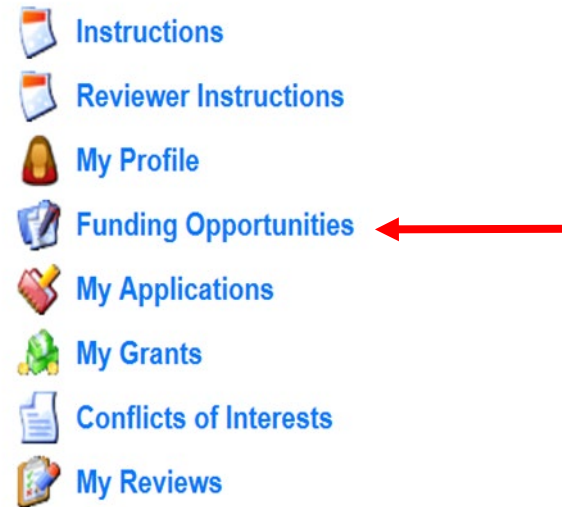 Instructions
Reviewer Instructions
My Profile
Funding Opportunities
My Applications
My Grants
Conflicts of Interests
My Reviews